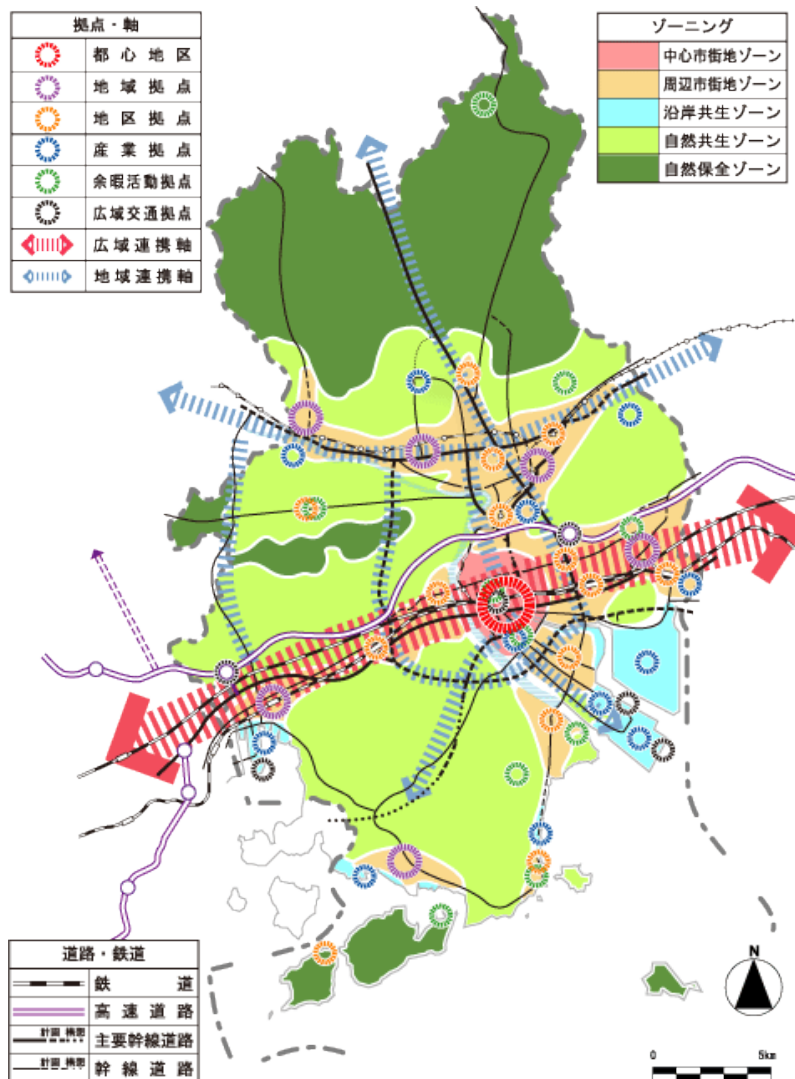 拠点・軸
都心地区
地域拠点
地区拠点
産業拠点
余暇活動拠点
広域交通拠点
広域連携軸
地域連携軸
ゾーニング
中心市街地ゾーン
周辺市街地ゾーン
沿岸共生ゾーン
自然共生ゾーン
自然保全ゾーン
道路・鉄道
鉄道
高速道路
計画 構想 主要幹線道路
計画 構想 幹線道路
N
0 5km